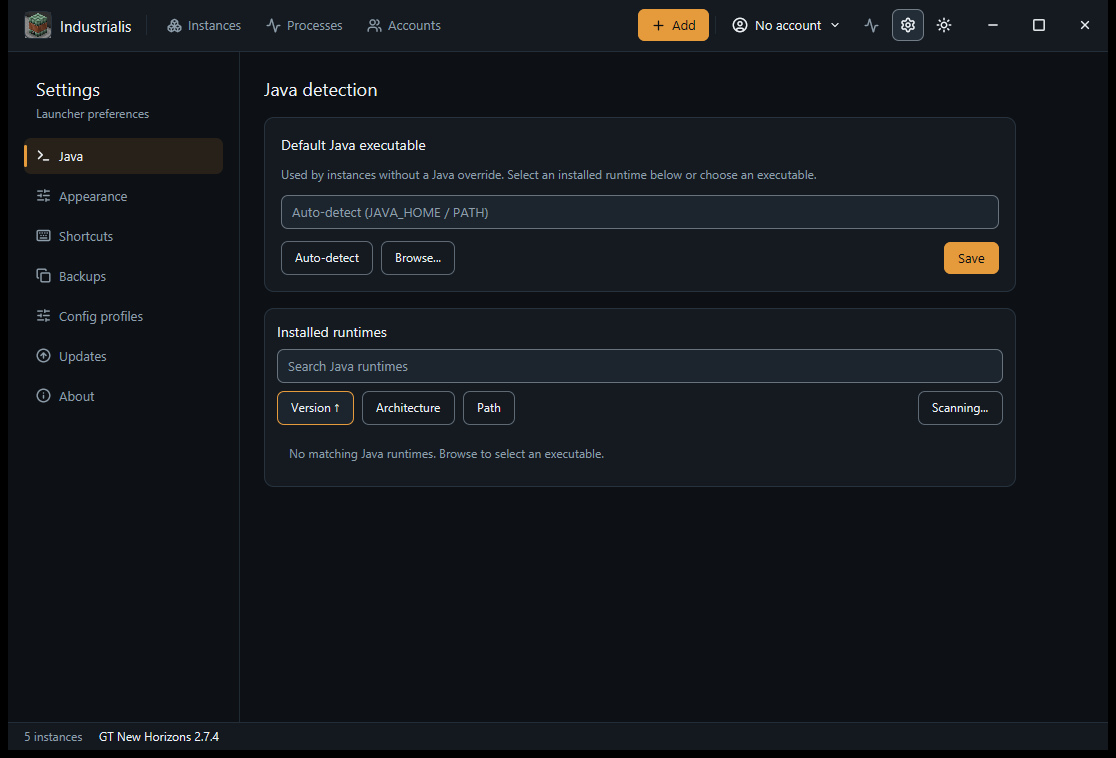 Industrialis
Instances
Processes
Accounts
+ Add
No account
Settings
Launcher preferences
Java
Appearance
Shortcuts
Backups
Config profiles
Updates
About
Java detection
Default Java executable
Used by instances without a Java override. Select an installed runtime below or choose an executable.
Auto-detect (JAVA_HOME / PATH)
Auto-detect
Browse...
Save
Installed runtimes
Search Java runtimes
Version ↑
Architecture
Path
Scanning...
No matching Java runtimes. Browse to select an executable.
5 instances
GT New Horizons 2.7.4